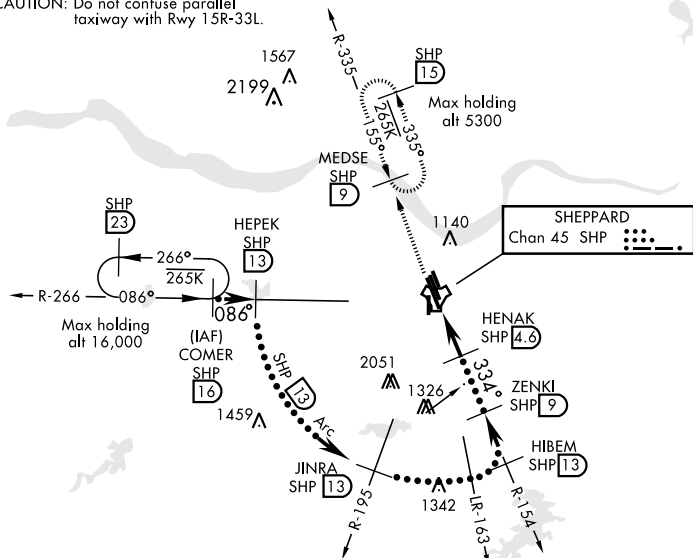 CAUTION: Do not confuse parallel
taxiway with Rwy 15R-33L.
R-335
1567
2199
SHP
15
Max holding
alt 5300
265K
155°
335°
MEDSE
SHP
9
1140
SHEPPARD
Chan 45 SHP
SHP
23
266°
265K
R-266
086°
Max holding
alt 16,000
HEPEK
SHP
13
086°
(IAF)
COMER
SHP
16
1459
SHP 13 Arc
HENAK
SHP 4.6
334°
2051
1326
ZENKI
SHP 9
HIBEM
SHP 13
JINRA
SHP 13
1342
R-195
LR-163
R-154